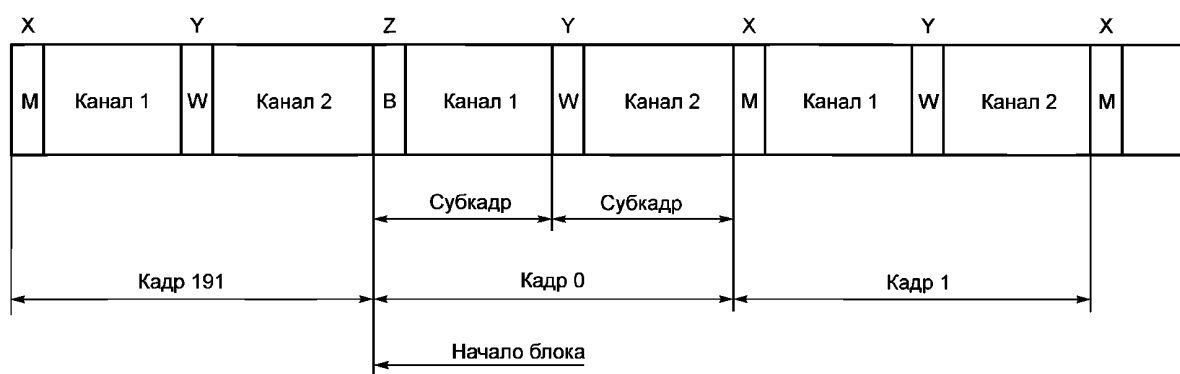 X Y Z Y X Y X
M Канал 1 W Канал 2 B Канал 1 W Канал 2 M Канал 1 W Канал 2 M
Субкадр Субкадр
Кадр 191 Кадр 0 Кадр 1
Начало блока